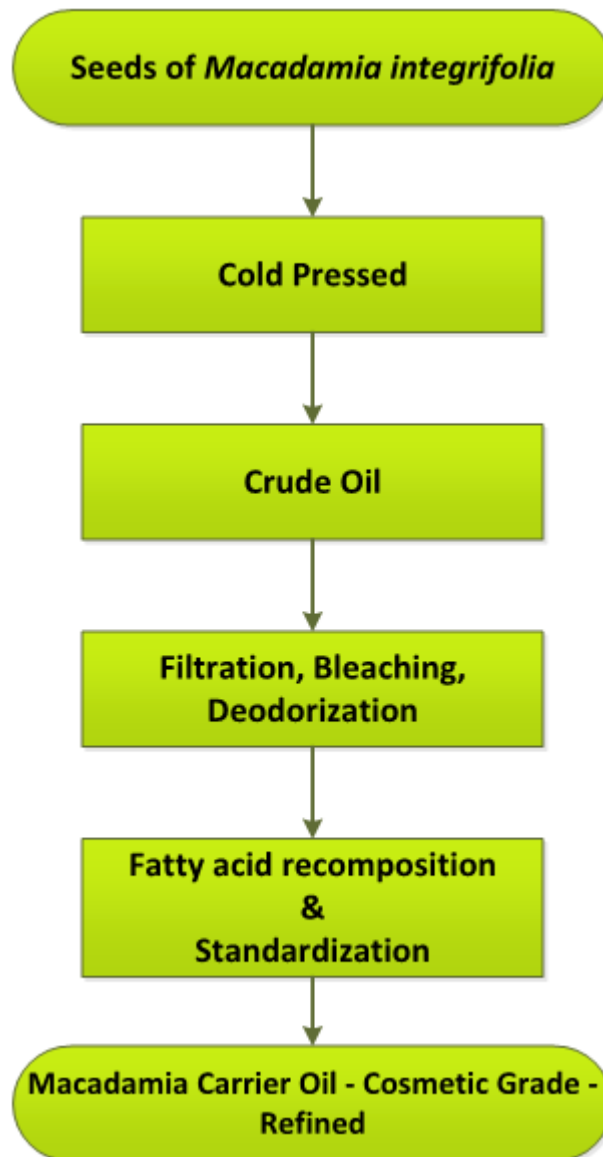 Seeds of Macadamia integrifolia
Cold Pressed
Crude Oil
Filtration, Bleaching,
Deodorization
Fatty acid recomposition
&
Standardization
Macadamia Carrier Oil - Cosmetic Grade -
Refined